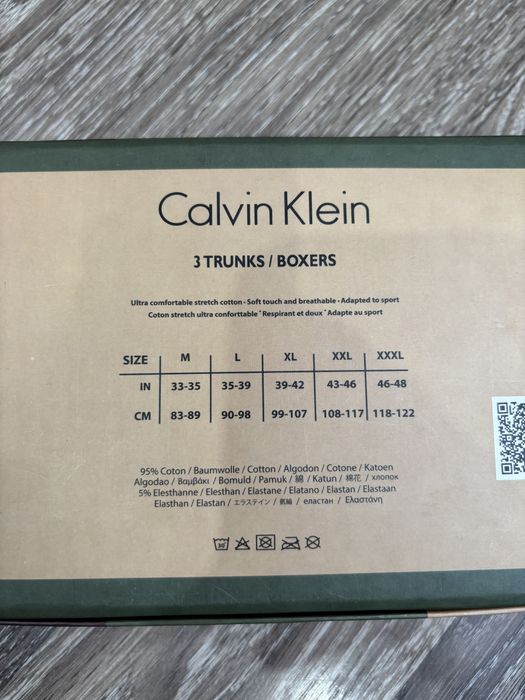 Calvin Klein
3 TRUNKS / BOXERS
Ultra comfortable stretch cotton • Soft touch and breathable • Adapted to sport
Coton stretch ultra conforttable * Respirant et doux * Adapte au sport
SIZE | M | L | XL | XXL | XXXL
IN | 33-35 | 35-39 | 39-42 | 43-46 | 46-48
CM | 83-89 | 90-98 | 99-107 | 108-117 | 118-122
95% Coton / Baumwolle / Cotton / Algodon / Cotone / Katoen
Algodao / Βαμβάκι / Bomuld / Pamuk / 綿 / Katun / 棉花 / хлопок
5% Elesthanne / Elesthan / Elastane / Elatano / Elastan / Elastaan
Elasthan / Elastan / エラステイン / 氨綸 / еластан / Ελαστάνη
30